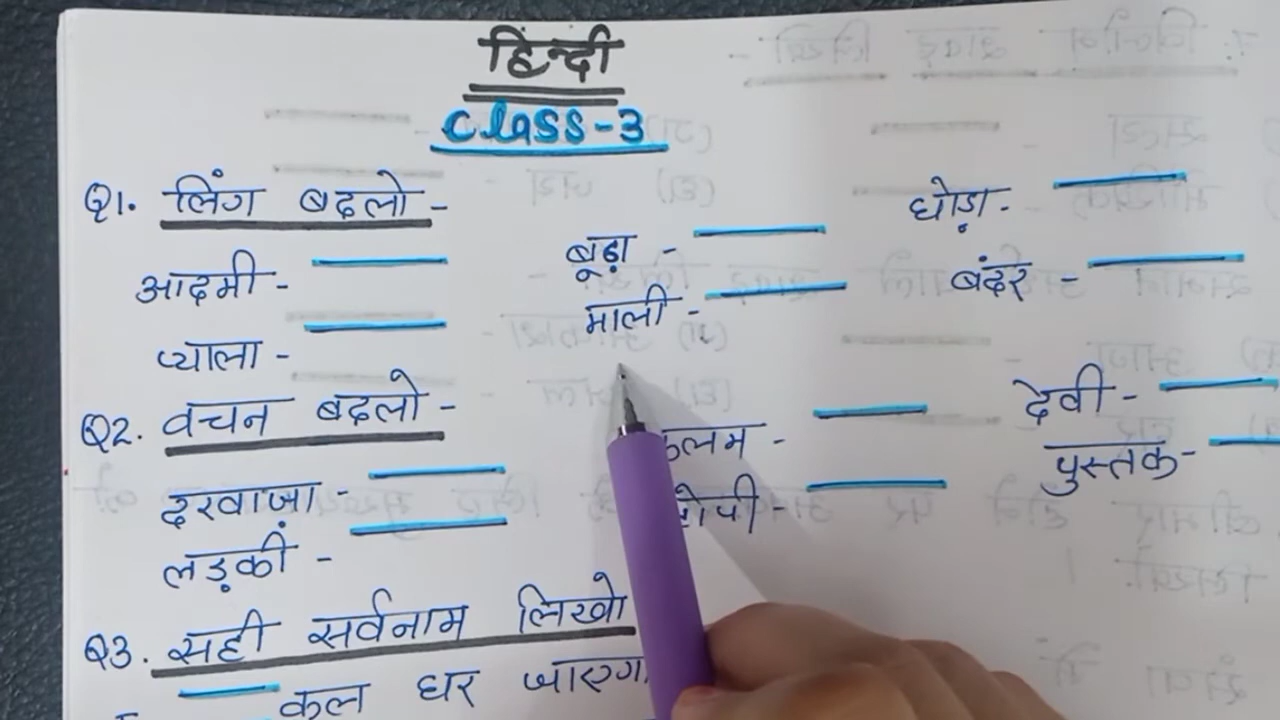 हिन्दी
Class-3
Q1. लिंग बदलो-
आदमी - बूढ़ा - घोड़ा-
प्याला - माली - बंदर -
Q2. वचन बदलो-
दरवाजा - कलम - देवी -
लड़की - टोपी - पुस्तक-
Q3. सही सर्वनाम लिखो
कल घर जाएगा